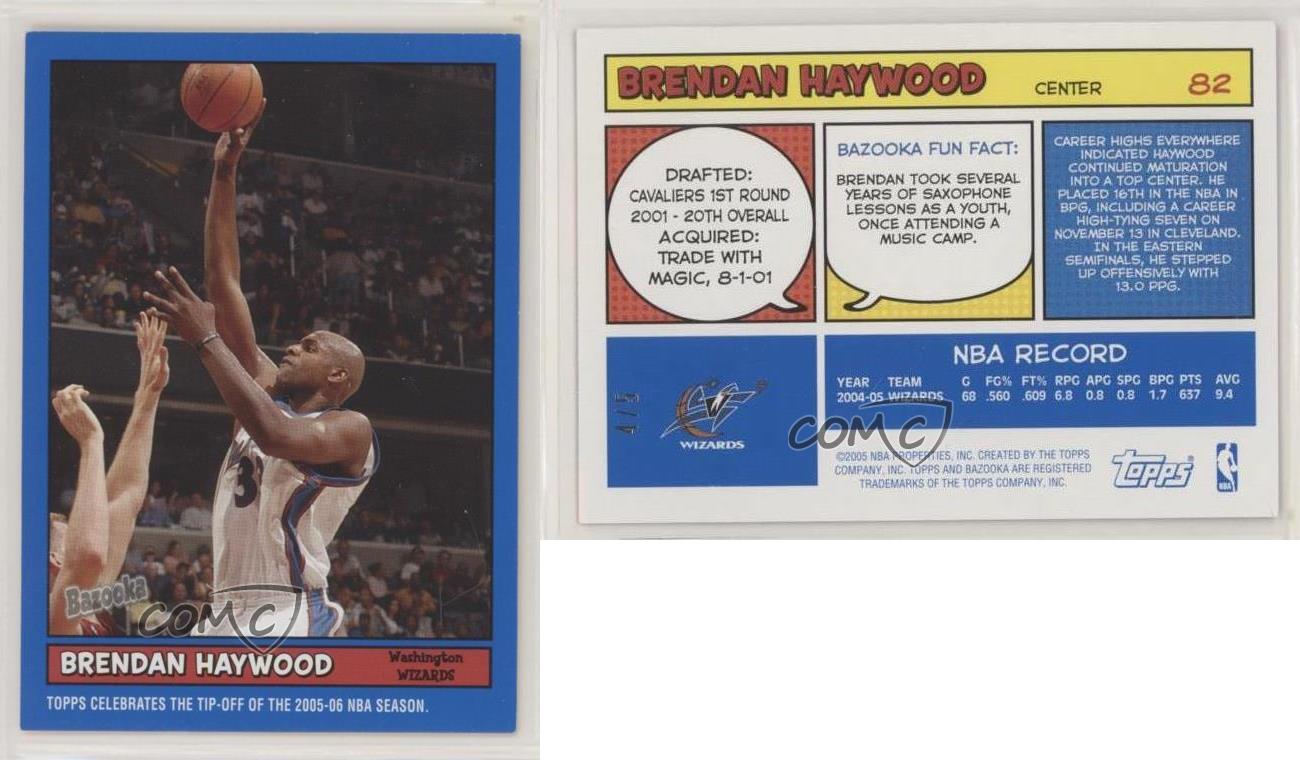 33
Bazooka
COMC
BRENDAN HAYWOOD
Washington
WIZARDS
TOPPS CELEBRATES THE TIP-OFF OF THE 2005-06 NBA SEASON.
BRENDAN HAYWOOD CENTER 82
DRAFTED:
CAVALIERS 1ST ROUND
2001 - 20TH OVERALL
ACQUIRED:
TRADE WITH
MAGIC, 8-1-01
BAZOOKA FUN FACT:
BRENDAN TOOK SEVERAL
YEARS OF SAXOPHONE
LESSONS AS A YOUTH,
ONCE ATTENDING A
MUSIC CAMP.
CAREER HIGHS EVERYWHERE
INDICATED HAYWOOD
CONTINUED MATURATION
INTO A TOP CENTER. HE
PLACED 16TH IN THE NBA IN
BPG, INCLUDING A CAREER
HIGH-TYING SEVEN ON
NOVEMBER 13 IN CLEVELAND.
IN THE EASTERN
SEMIFINALS, HE STEPPED
UP OFFENSIVELY WITH
13.0 PPG.
4/5
W
WIZARDS
NBA RECORD
YEAR TEAM G FG% FT% RPG APG SPG BPG PTS AVG
2004-05 WIZARDS 68 .560 .609 6.8 0.8 0.8 1.7 637 9.4
COMC
©2005 NBA PROPERTIES, INC. CREATED BY THE TOPPS
COMPANY, INC. TOPPS AND BAZOOKA ARE REGISTERED
TRADEMARKS OF THE TOPPS COMPANY, INC.
topps®
NBA